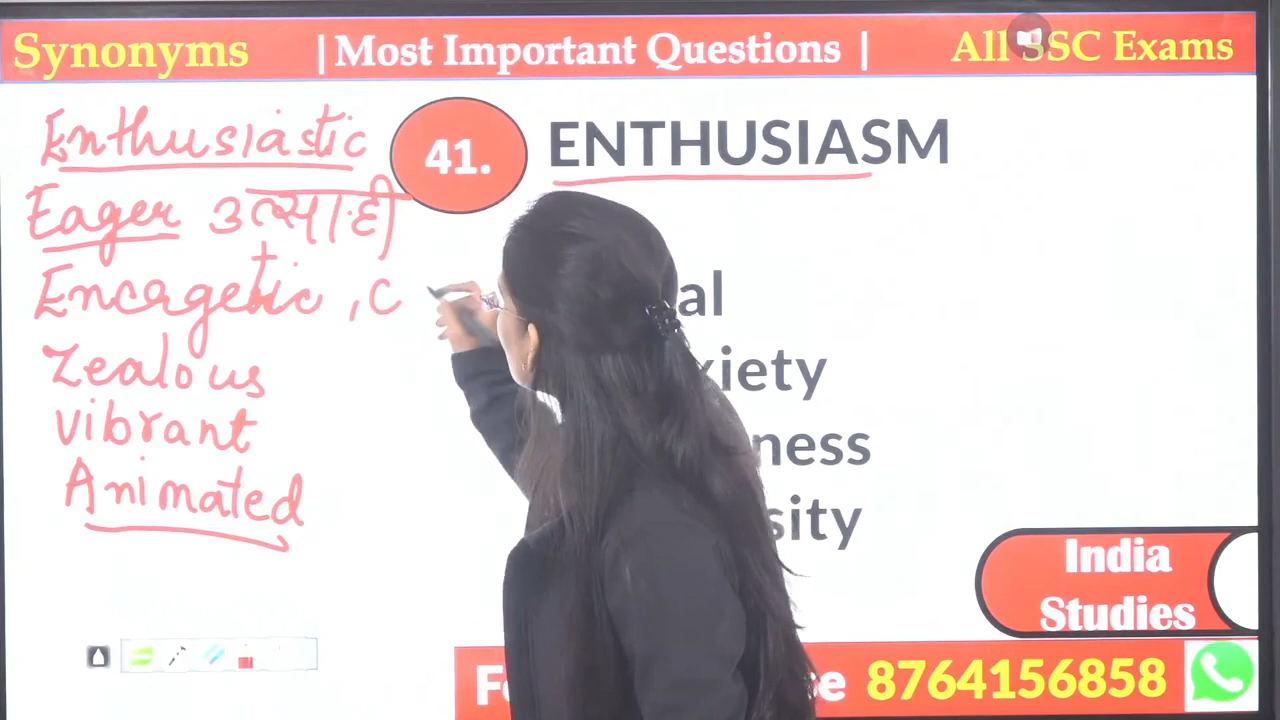 Synonyms | Most Important Questions | All SSC Exams
Enthusiastic
41. ENTHUSIASM
Eager उत्साही
Energetic , C
al
Zealous
xiety
Vibrant
ness
Animated
sity
India
Studies
8764156858